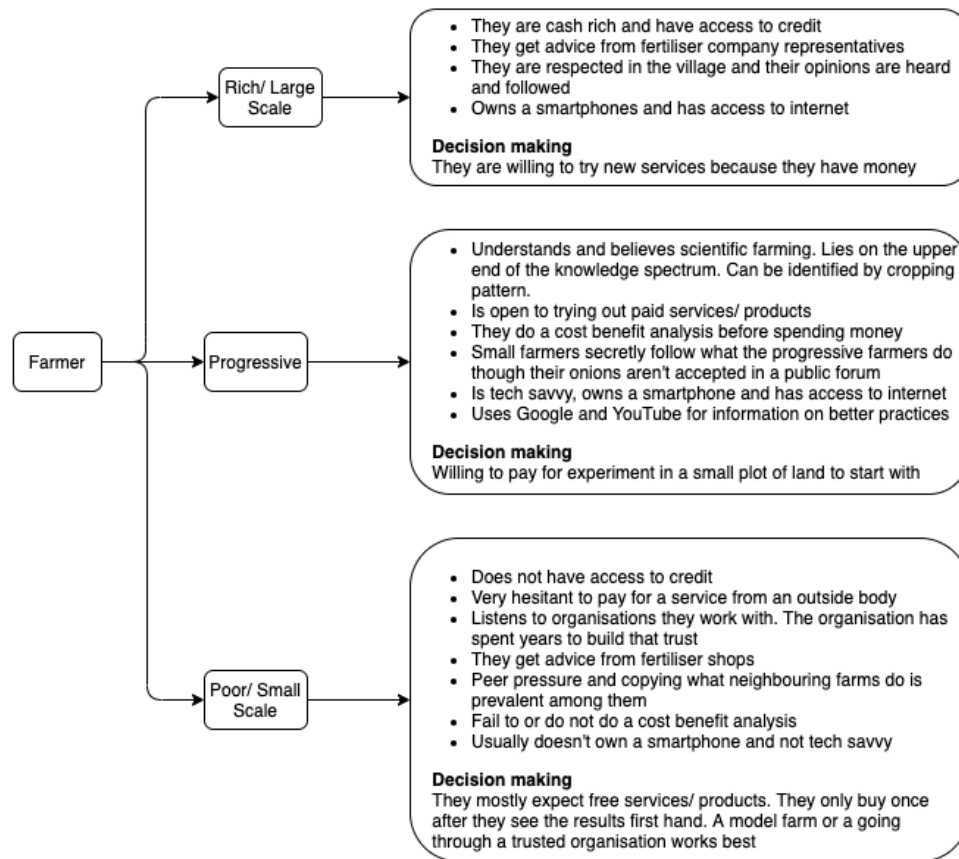 Farmer
Rich/ Large
Scale
• They are cash rich and have access to credit
• They get advice from fertiliser company representatives
• They are respected in the village and their opinions are heard
and followed
• Owns a smartphones and has access to internet
Decision making
They are willing to try new services because they have money
Progressive
• Understands and believes scientific farming. Lies on the upper
end of the knowledge spectrum. Can be identified by cropping
pattern.
• Is open to trying out paid services/ products
• They do a cost benefit analysis before spending money
• Small farmers secretly follow what the progressive farmers do
though their onions aren't accepted in a public forum
• Is tech savvy, owns a smartphone and has access to internet
• Uses Google and YouTube for information on better practices
Decision making
Willing to pay for experiment in a small plot of land to start with
Poor/ Small
Scale
• Does not have access to credit
• Very hesitant to pay for a service from an outside body
• Listens to organisations they work with. The organisation has
spent years to build that trust
• They get advice from fertiliser shops
• Peer pressure and copying what neighbouring farms do is
prevalent among them
• Fail to or do not do a cost benefit analysis
• Usually doesn't own a smartphone and not tech savvy
Decision making
They mostly expect free services/ products. They only buy once
after they see the results first hand. A model farm or a going
through a trusted organisation works best